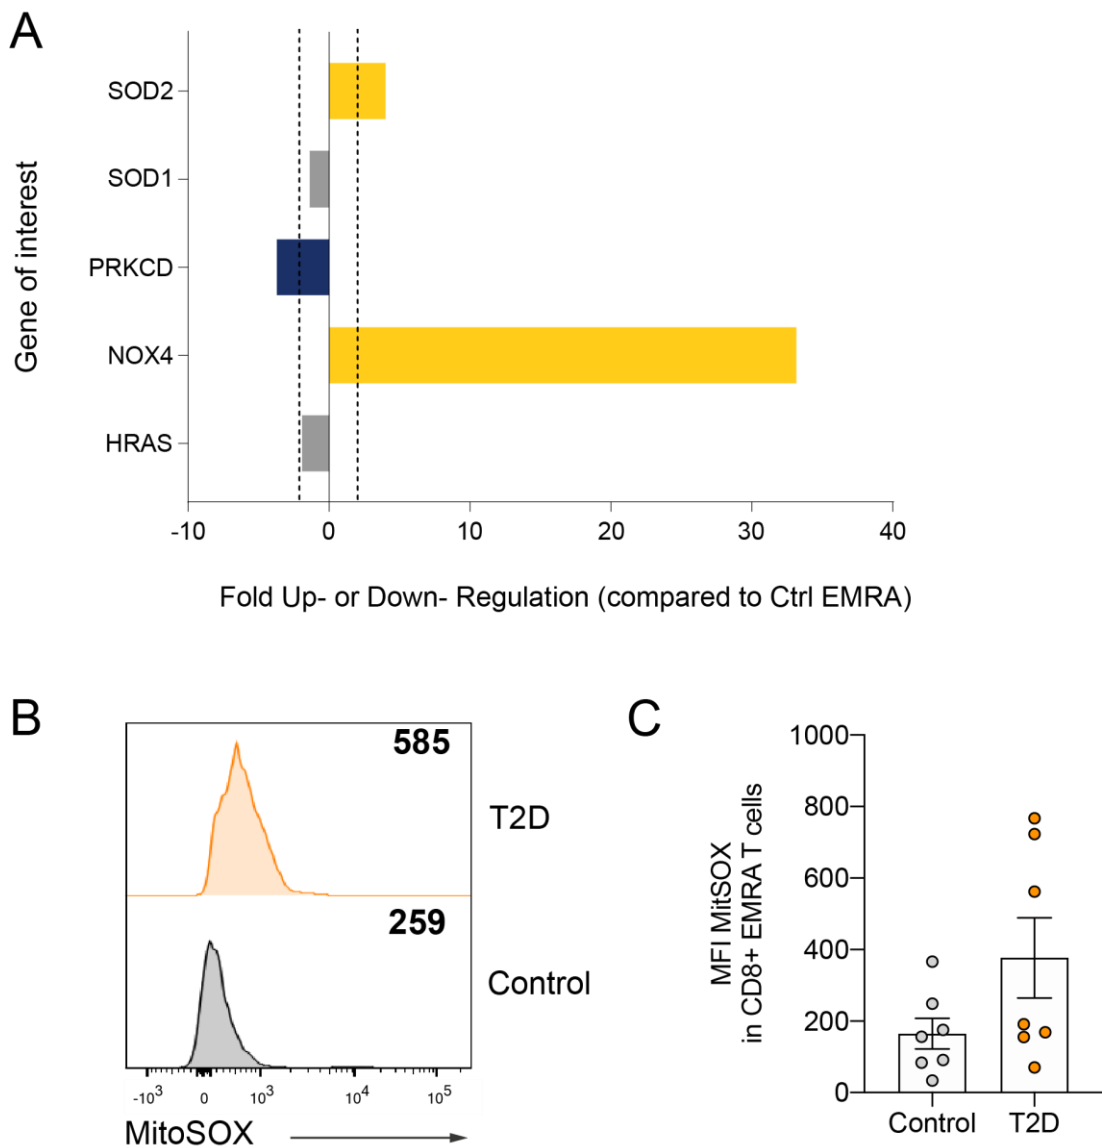 A
Gene of interest
SOD2
SOD1
PRKCD
NOX4
HRAS
-10 0 10 20 30 40
Fold Up- or Down- Regulation (compared to Ctrl EMRA)
B
585
T2D
259
Control
-10³ 0 10³ 10⁴ 10⁵
MitoSOX
C
MFI MitSOX
in CD8+ EMRA T cells
1000
800
600
400
200
0
Control T2D